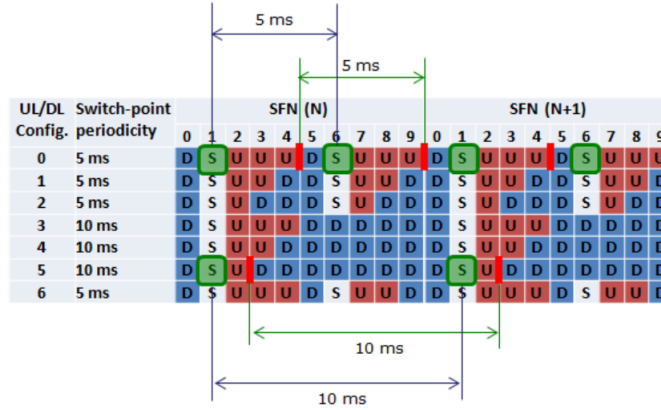 5 ms
5 ms
UL/DL Config. Switch-point periodicity SFN (N) SFN (N+1)
0 1 2 3 4 5 6 7 8 9 0 1 2 3 4 5 6 7 8 9
0 5 ms D S U U U D S U U U D S U U U D S U U U
1 5 ms D S U U D D S U U D D S U U D D S U U D
2 5 ms D S U D D D S U D D D S U D D D S U D D
3 10 ms D S U U U D D D D D D S U U U D D D D D
4 10 ms D S U U D D D D D D D S U U D D D D D D
5 10 ms D S U D D D D D D D D S U D D D D D D D
6 5 ms D S U U U D S U U D D S U U U D S U U D
10 ms
10 ms